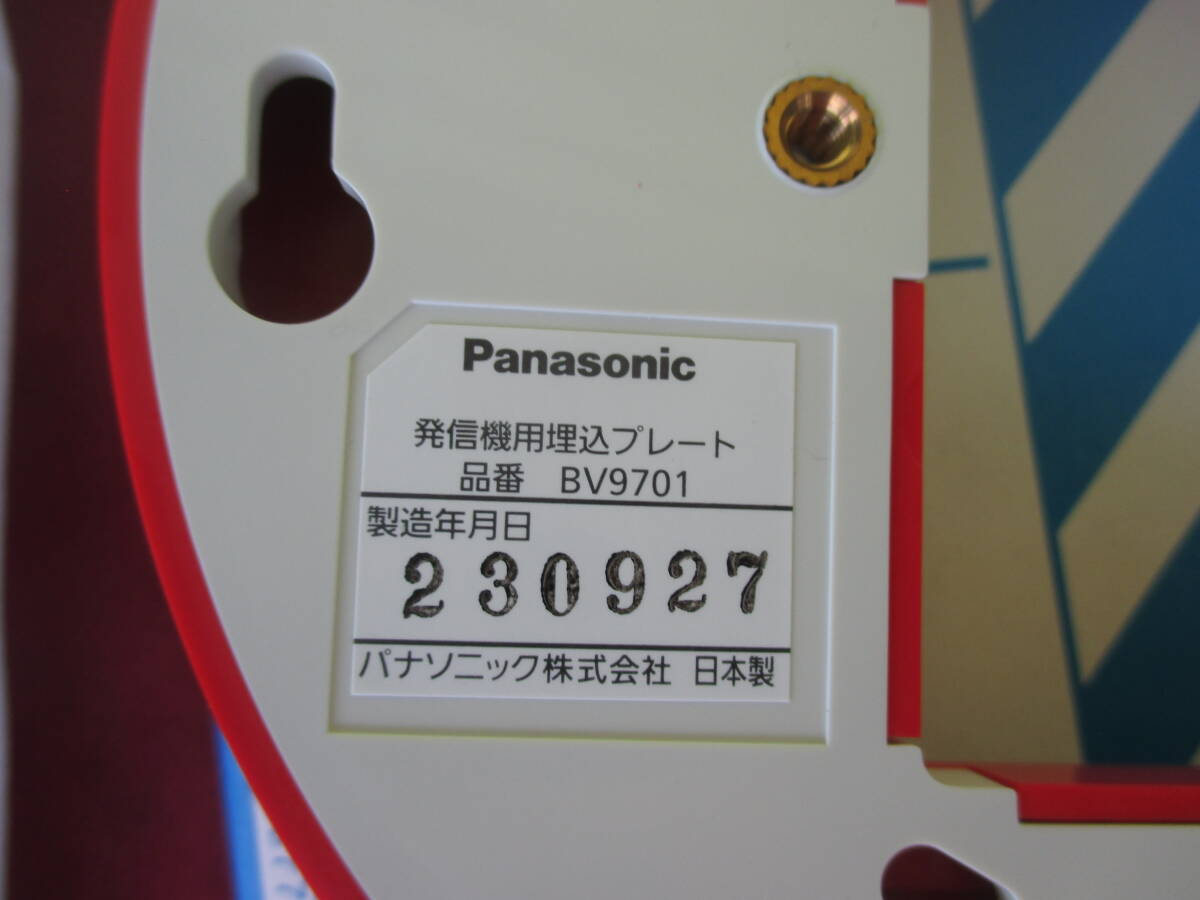 Panasonic
発信機用埋込プレート
品番 BV9701
製造年月日
230927
パナソニック株式会社 日本製